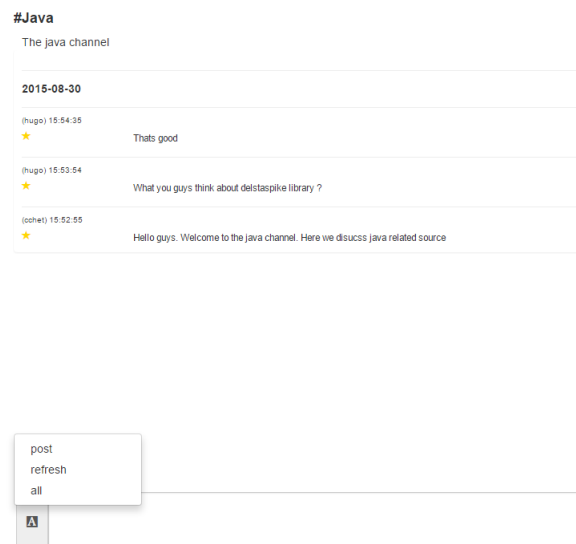 #Java
The java channel
2015-08-30
(hugo) 15:54:35
Thats good
(hugo) 15:53:54
What you guys think about delstaspike library ?
(cchet) 15:52:55
Hello guys. Welcome to the java channel. Here we disucss java related source
post
refresh
all
A